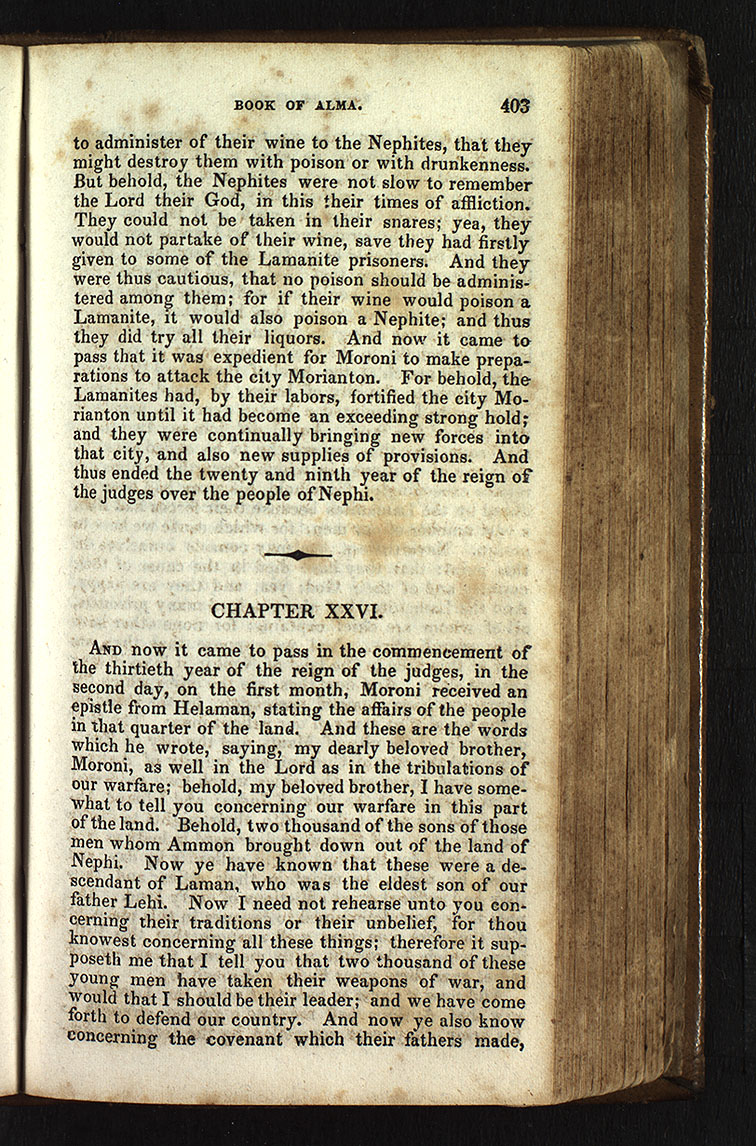 BOOK OF ALMA. 403
to administer of their wine to the Nephites, that they
might destroy them with poison or with drunkenness.
But behold, the Nephites were not slow to remember
the Lord their God, in this their times of affliction.
They could not be taken in their snares; yea, they
would not partake of their wine, save they had firstly
given to some of the Lamanite prisoners. And they
were thus cautious, that no poison should be adminis-
tered among them; for if their wine would poison a
Lamanite, it would also poison a Nephite; and thus
they did try all their liquors. And now it came to
pass that it was expedient for Moroni to make prepa-
rations to attack the city Morianton. For behold, the
Lamanites had, by their labors, fortified the city Mo-
rianton until it had become an exceeding strong hold;
and they were continually bringing new forces into
that city, and also new supplies of provisions. And
thus ended the twenty and ninth year of the reign of
the judges over the people of Nephi.
CHAPTER XXVI.
AND now it came to pass in the commencement of
the thirtieth year of the reign of the judges, in the
second day, on the first month, Moroni received an
epistle from Helaman, stating the affairs of the people
in that quarter of the land. And these are the words
which he wrote, saying, my dearly beloved brother,
Moroni, as well in the Lord as in the tribulations of
our warfare; behold, my beloved brother, I have some-
what to tell you concerning our warfare in this part
of the land. Behold, two thousand of the sons of those
men whom Ammon brought down out of the land of
Nephi. Now ye have known that these were a de-
scendant of Laman, who was the eldest son of our
father Lehi. Now I need not rehearse unto you con-
cerning their traditions or their unbelief, for thou
knowest concerning all these things; therefore it sup-
poseth me that I tell you that two thousand of these
young men have taken their weapons of war, and
would that I should be their leader; and we have come
forth to defend our country. And now ye also know
concerning the covenant which their fathers made,